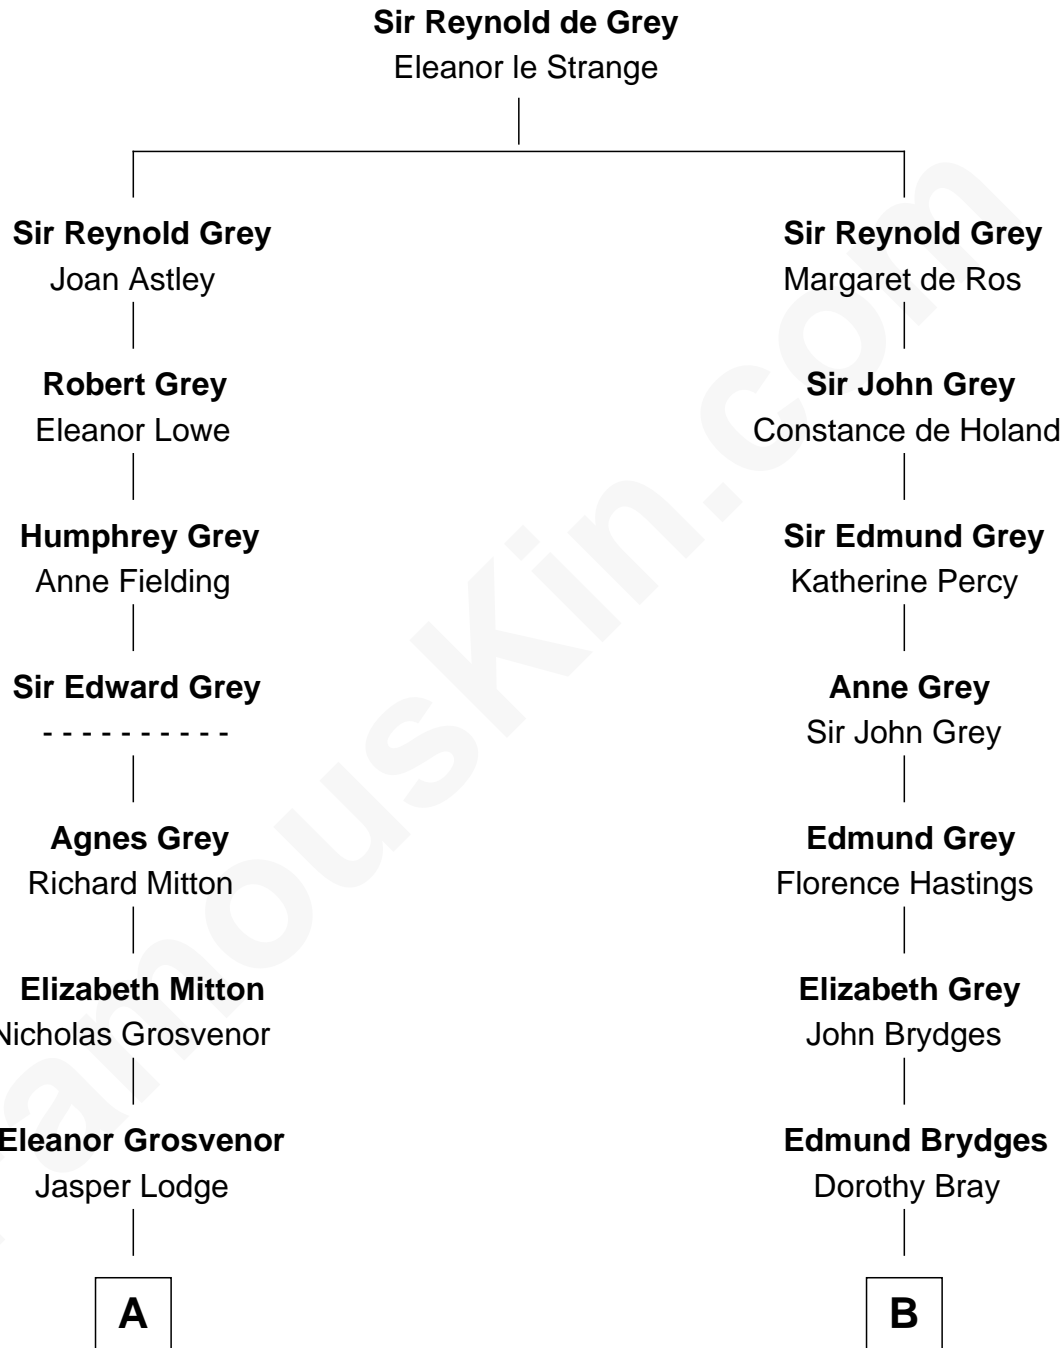 Sir Reynold de Grey
Eleanor le Strange
Sir Reynold Grey
Joan Astley
Robert Grey
Eleanor Lowe
Humphrey Grey
Anne Fielding
Sir Edward Grey
- - - - - - - - - -
Agnes Grey
Richard Mitton
Elizabeth Mitton
Nicholas Grosvenor
Eleanor Grosvenor
Jasper Lodge
A
Sir Reynold Grey
Margaret de Ros
Sir John Grey
Constance de Holand
Sir Edmund Grey
Katherine Percy
Anne Grey
Sir John Grey
Edmund Grey
Florence Hastings
Elizabeth Grey
John Brydges
Edmund Brydges
Dorothy Bray
B
FamousKin.com